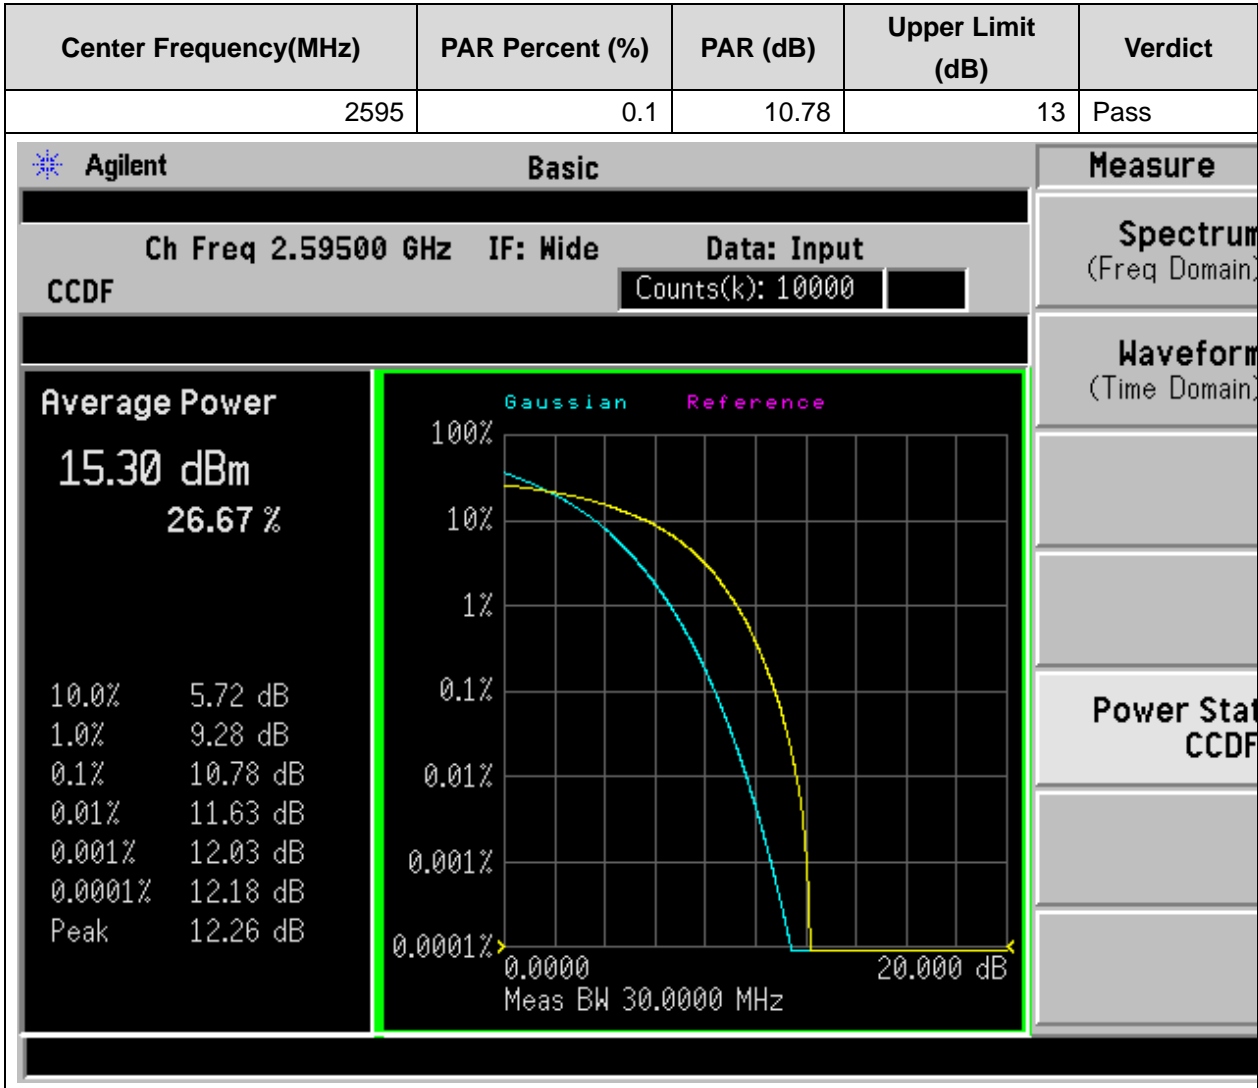 Center Frequency(MHz) PAR Percent (%) PAR (dB) Upper Limit (dB) Verdict
2595 0.1 10.78 13 Pass
Agilent Basic Measure
Ch Freq 2.59500 GHz IF: Wide Data: Input
CCDF Counts(k): 10000
Spectrum
(Freq Domain)
Waveform
(Time Domain)
Power Stat
CCDF
Average Power
15.30 dBm
26.67 %
10.0% 5.72 dB
1.0% 9.28 dB
0.1% 10.78 dB
0.01% 11.63 dB
0.001% 12.03 dB
0.0001% 12.18 dB
Peak 12.26 dB
Gaussian Reference
100%
10%
1%
0.1%
0.01%
0.001%
0.0001%
0.0000 20.000 dB
Meas BW 30.0000 MHz